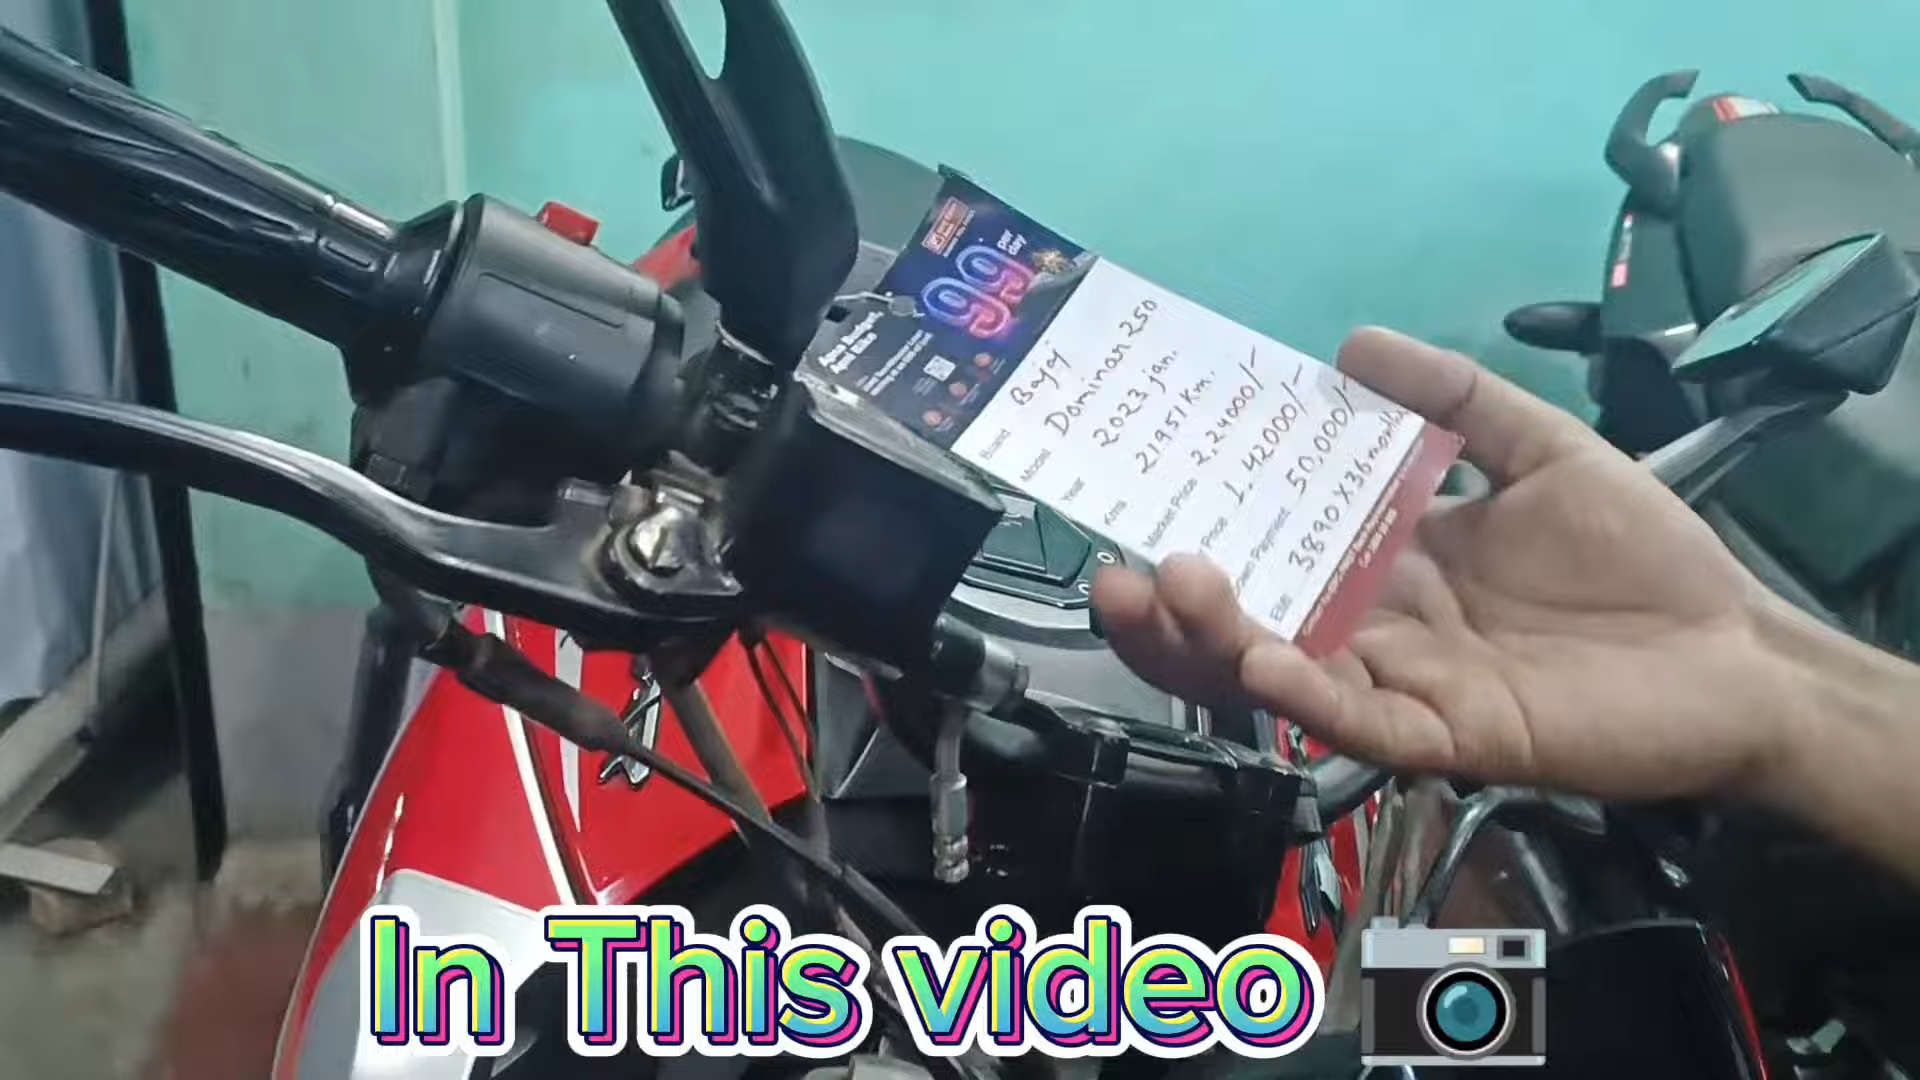 99 per day
Apna Budget,
Apni Bike
Brand Bajaj
Model Dominar 250
Year 2023 jan.
Kms 21951 Km.
Market Price 2,24000/-
Price 1,42000/-
Down Payment 50,000/-
EMI 3890 X 36 months
In This video